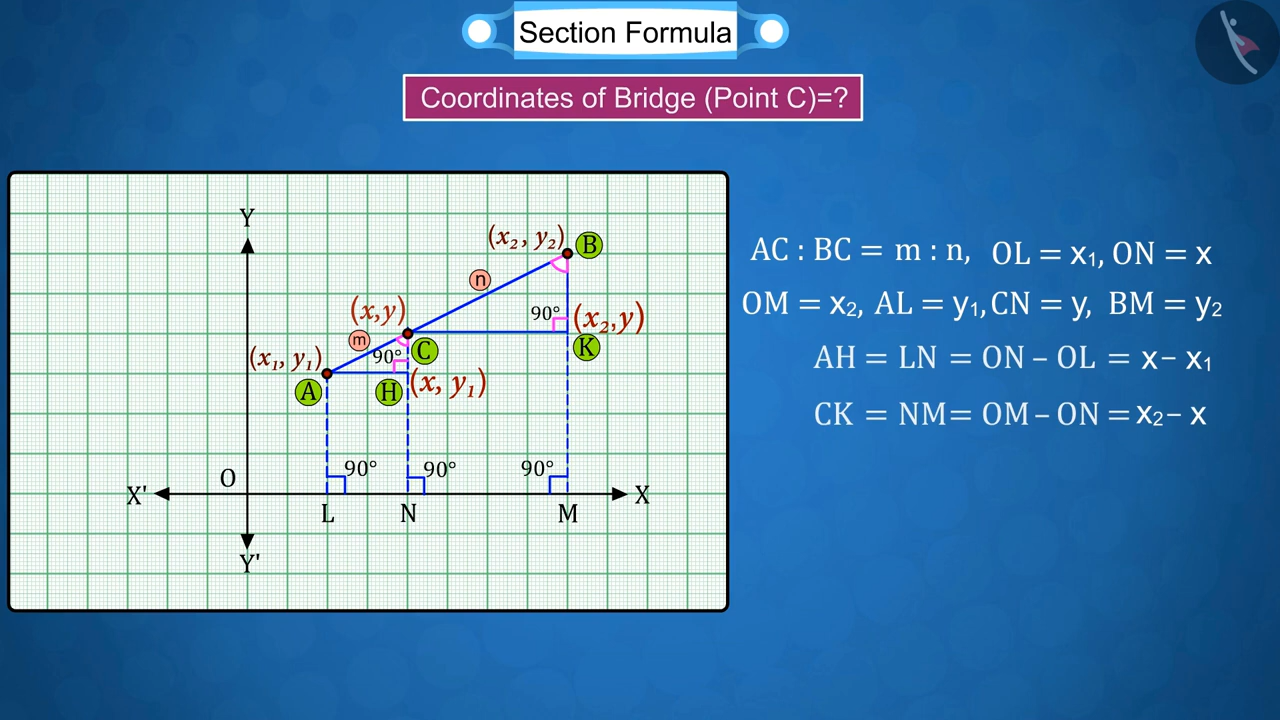 Section Formula
Coordinates of Bridge (Point C)=?
Y
(x₂, y₂) B
n
(x,y)
90° (x₂,y)
m
C K
(x₁, y₁) 90°
A H (x, y₁)
O 90° 90° 90°
X' X
L N M
Y'
AC : BC = m : n, OL = x₁, ON = x
OM = x₂, AL = y₁, CN = y, BM = y₂
AH = LN = ON – OL = x – x₁
CK = NM = OM – ON = x₂ – x